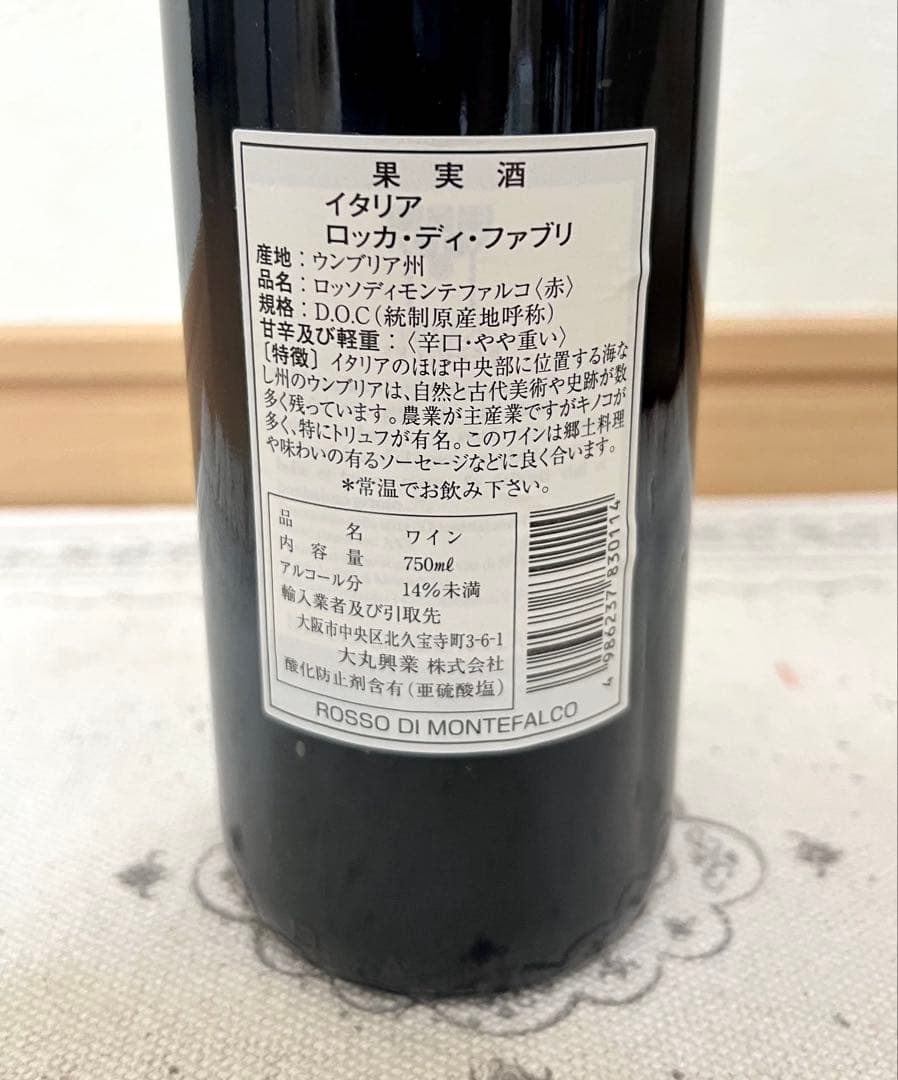 果実酒
イタリア
ロッカ・ディ・ファブリ
産地：ウンブリア州
品名：ロッソディモンテファルコ〈赤〉
規格：D.O.C（統制原産地呼称）
甘辛及び軽重：〈辛口・やや重い〉
〔特徴〕イタリアのほぼ中央部に位置する海な
し州のウンブリアは、自然と古代美術や史跡が数
多く残っています。農業が主産業ですがキノコが
多く、特にトリュフが有名。このワインは郷土料理
や味わいの有るソーセージなどに良く合います。
＊常温でお飲み下さい。
品名 ワイン
内容量 750mℓ
アルコール分 14%未満
輸入業者及び引取先
大阪市中央区北久宝寺町3-6-1
大丸興業 株式会社
酸化防止剤含有（亜硫酸塩）
4986237830114
ROSSO DI MONTEFALCO